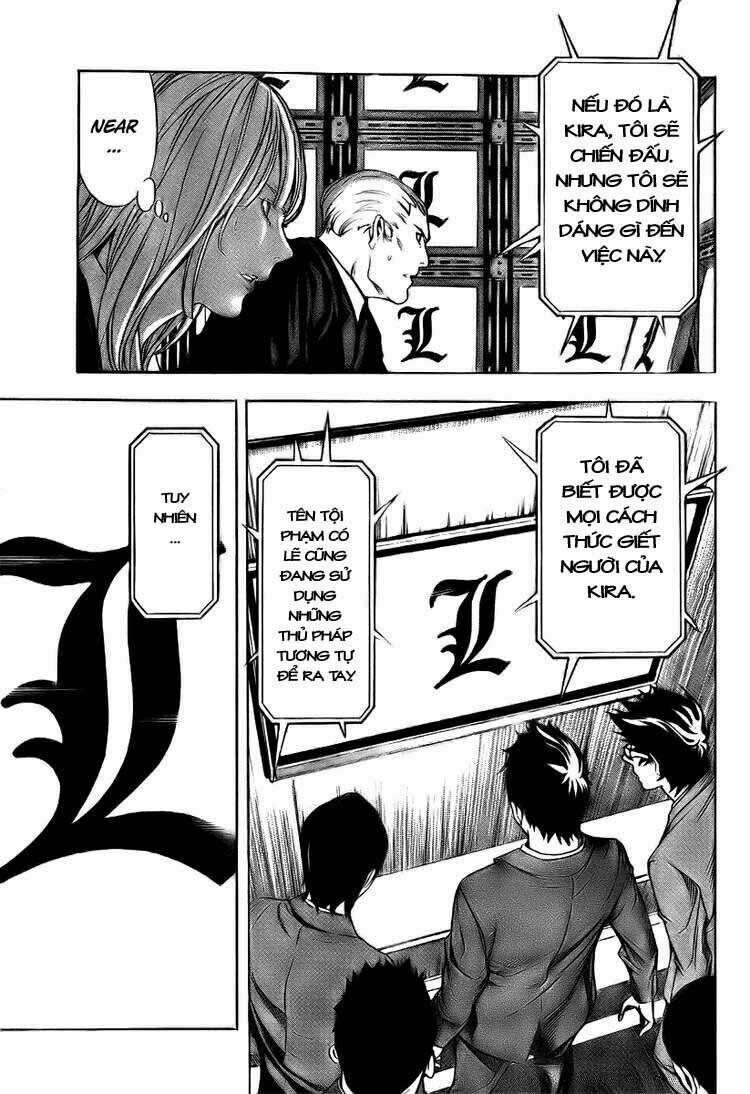 NẾU ĐÓ LÀ
KIRA, TÔI SẼ
CHIẾN ĐẤU.
NHƯNG TÔI SẼ
KHÔNG DÍNH
DÁNG GÌ ĐẾN
VIỆC NÀY.
NEAR
...
L
L
L
L
TÔI ĐÃ
BIẾT ĐƯỢC
MỌI CÁCH
THỨC GIẾT
NGƯỜI CỦA
KIRA.
TÊN TỘI
PHẠM CÓ
LẼ CŨNG
ĐANG SỬ
DỤNG
NHỮNG
THỦ PHÁP
TƯƠNG TỰ
ĐỂ RA TAY.
L
TUY
NHIÊN
...
L